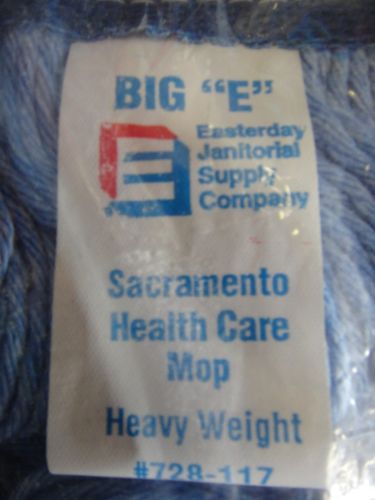 BIG “E”
Easterday
Janitorial
Supply
Company
Sacramento
Health Care
Mop
Heavy Weight
#728-117